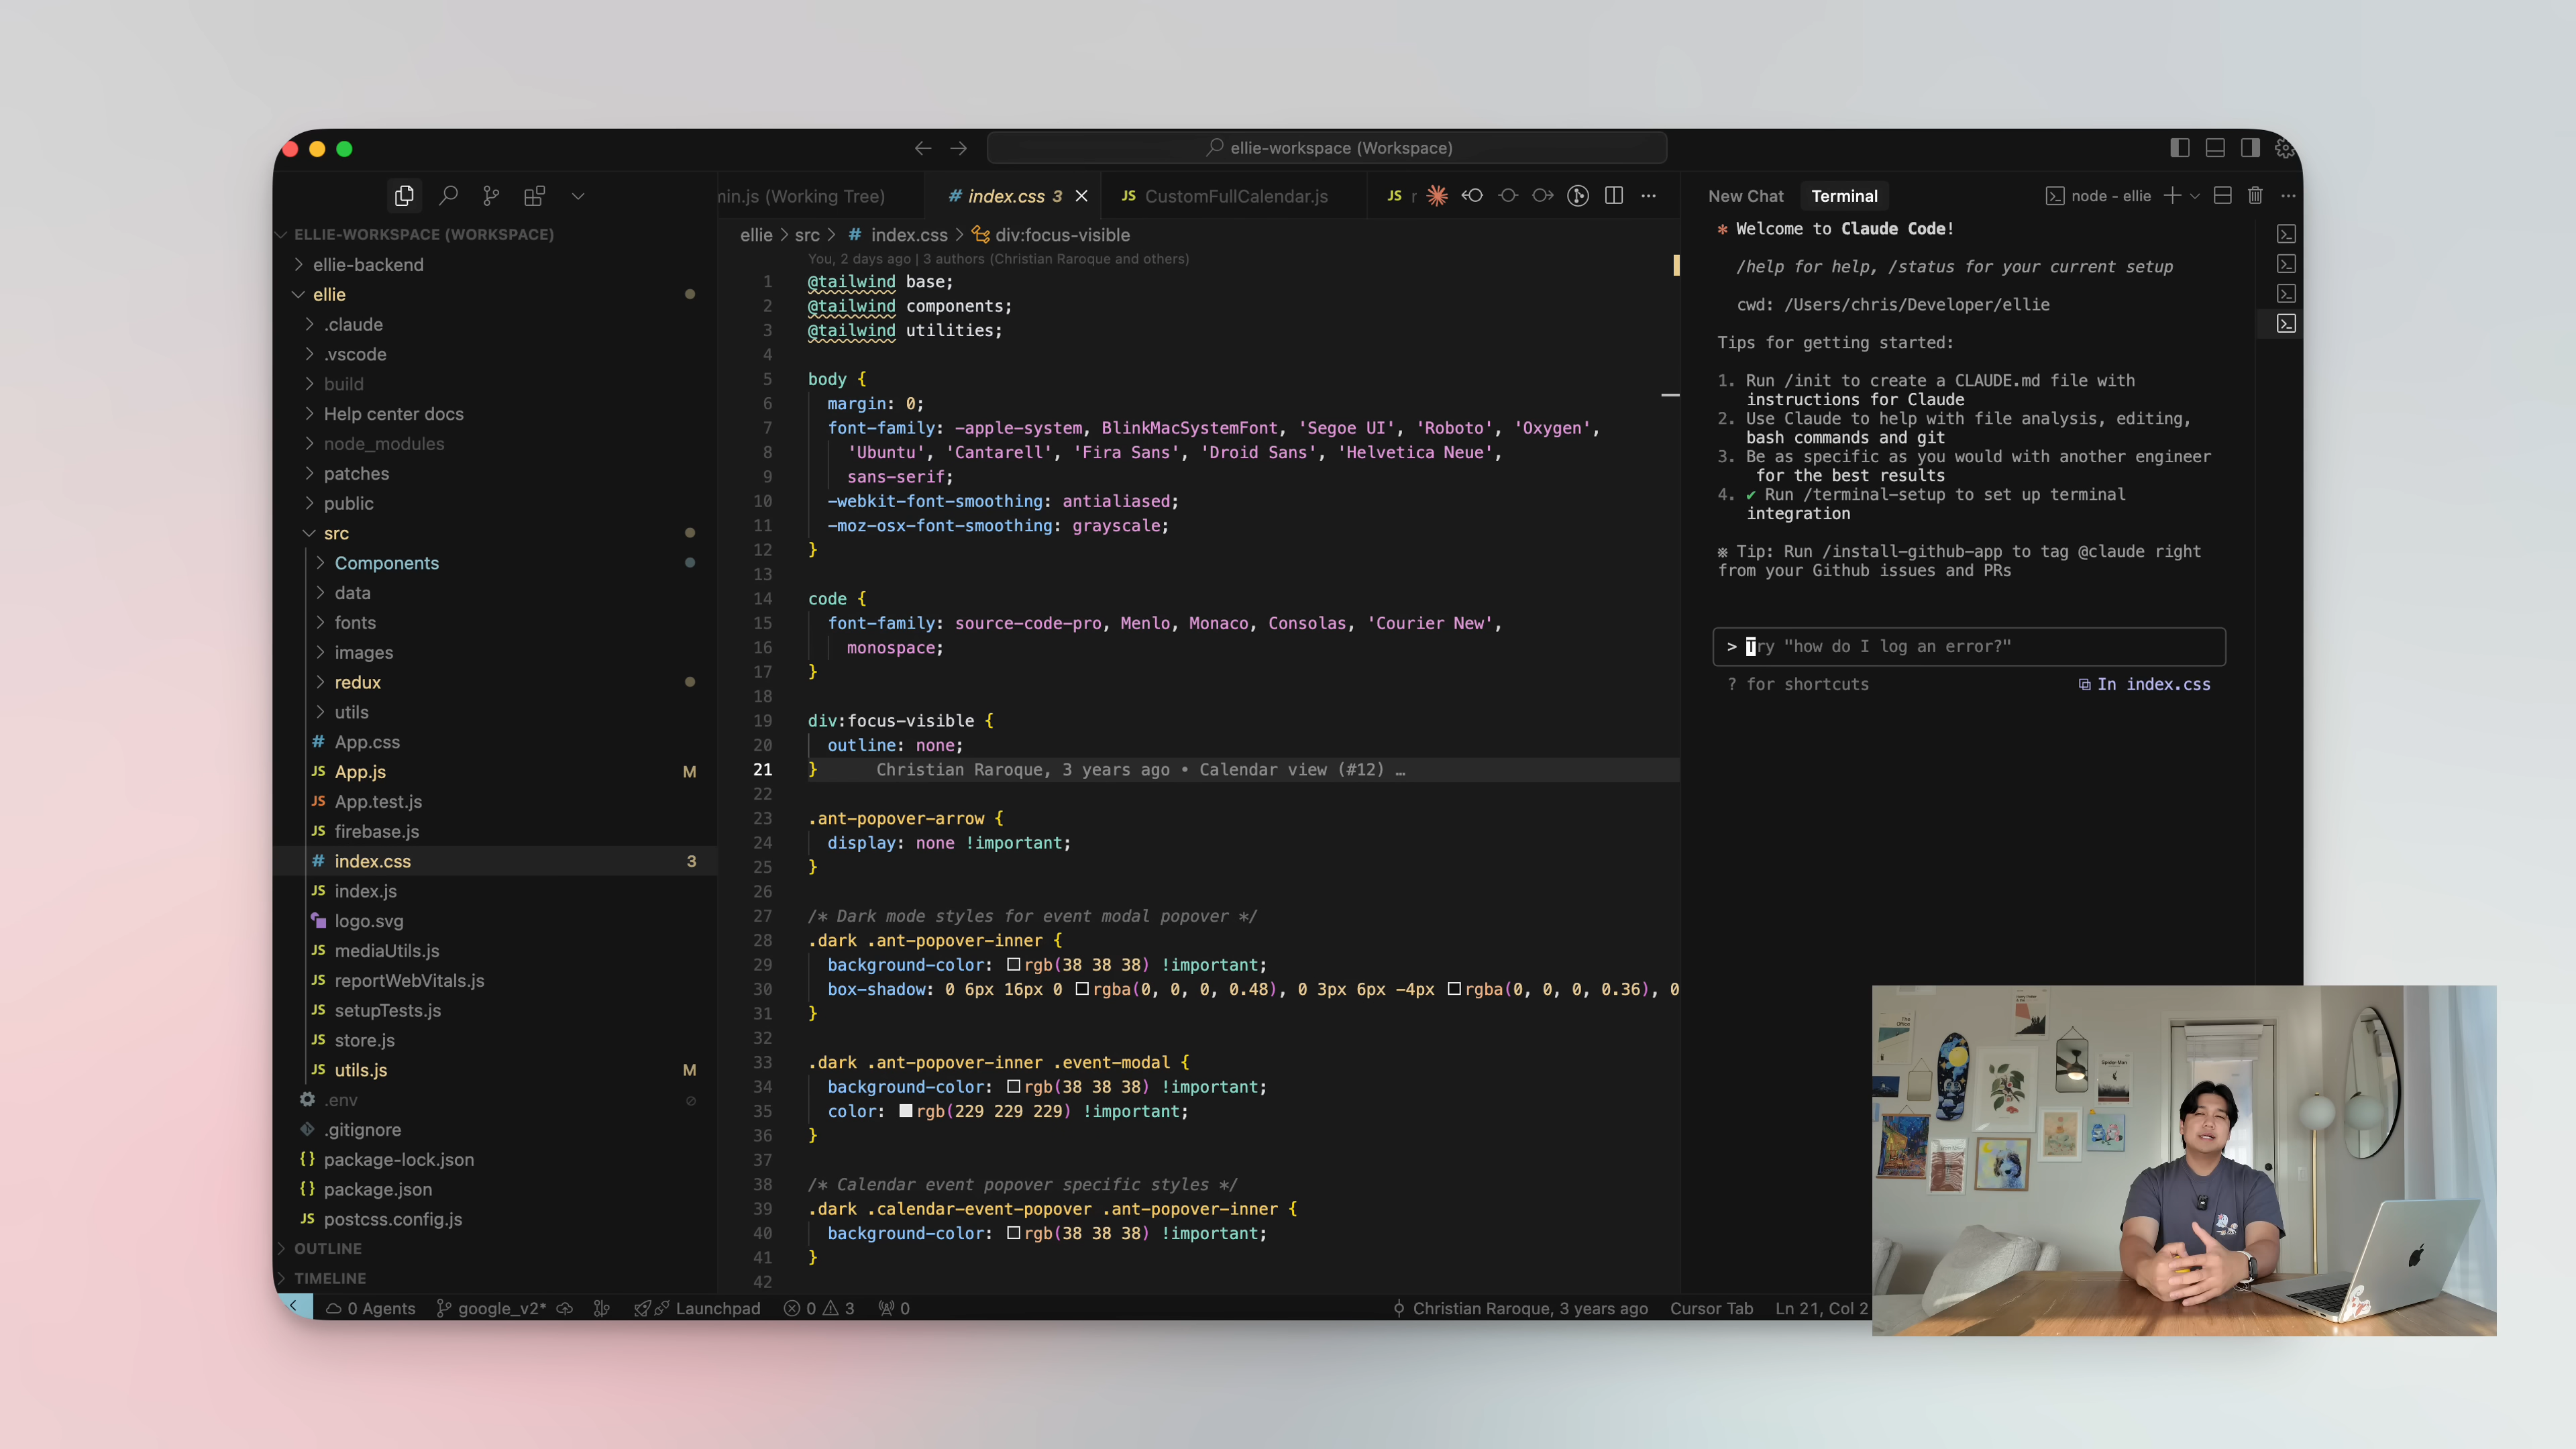 ellie-workspace (Workspace)
ELLIE-WORKSPACE (WORKSPACE)
ellie-backend
ellie
.claude
.vscode
build
Help center docs
node_modules
patches
public
src
Components
data
fonts
images
redux
utils
# App.css
JS App.js M
JS App.test.js
JS firebase.js
# index.css 3
JS index.js
logo.svg
JS mediaUtils.js
JS reportWebVitals.js
JS setupTests.js
JS store.js
JS utils.js M
.env
.gitignore
{} package-lock.json
{} package.json
JS postcss.config.js
OUTLINE
TIMELINE
min.js (Working Tree) # index.css 3 JS CustomFullCalendar.js JS r
ellie > src > # index.css > div:focus-visible
You, 2 days ago | 3 authors (Christian Raroque and others)
1 @tailwind base;
2 @tailwind components;
3 @tailwind utilities;
4
5 body {
6 margin: 0;
7 font-family: -apple-system, BlinkMacSystemFont, 'Segoe UI', 'Roboto', 'Oxygen',
8 'Ubuntu', 'Cantarell', 'Fira Sans', 'Droid Sans', 'Helvetica Neue',
9 sans-serif;
10 -webkit-font-smoothing: antialiased;
11 -moz-osx-font-smoothing: grayscale;
12 }
13
14 code {
15 font-family: source-code-pro, Menlo, Monaco, Consolas, 'Courier New',
16 monospace;
17 }
18
19 div:focus-visible {
20 outline: none;
21 } Christian Raroque, 3 years ago • Calendar view (#12) …
22
23 .ant-popover-arrow {
24 display: none !important;
25 }
26
27 /* Dark mode styles for event modal popover */
28 .dark .ant-popover-inner {
29 background-color: rgb(38 38 38) !important;
30 box-shadow: 0 6px 16px 0 rgba(0, 0, 0, 0.48), 0 3px 6px -4px rgba(0, 0, 0, 0.36), 0
31 }
32
33 .dark .ant-popover-inner .event-modal {
34 background-color: rgb(38 38 38) !important;
35 color: rgb(229 229 229) !important;
36 }
37
38 /* Calendar event popover specific styles */
39 .dark .calendar-event-popover .ant-popover-inner {
40 background-color: rgb(38 38 38) !important;
41 }
42
New Chat Terminal node - ellie
✻ Welcome to Claude Code!
/help for help, /status for your current setup
cwd: /Users/chris/Developer/ellie
Tips for getting started:
1. Run /init to create a CLAUDE.md file with
instructions for Claude
2. Use Claude to help with file analysis, editing,
bash commands and git
3. Be as specific as you would with another engineer
for the best results
4. ✔ Run /terminal-setup to set up terminal
integration
※ Tip: Run /install-github-app to tag @claude right
from your Github issues and PRs
> Try "how do I log an error?"
? for shortcuts In index.css
0 Agents google_v2* Launchpad 0 3 0 Christian Raroque, 3 years ago Cursor Tab Ln 21, Col 2
The Office
Spider-Man